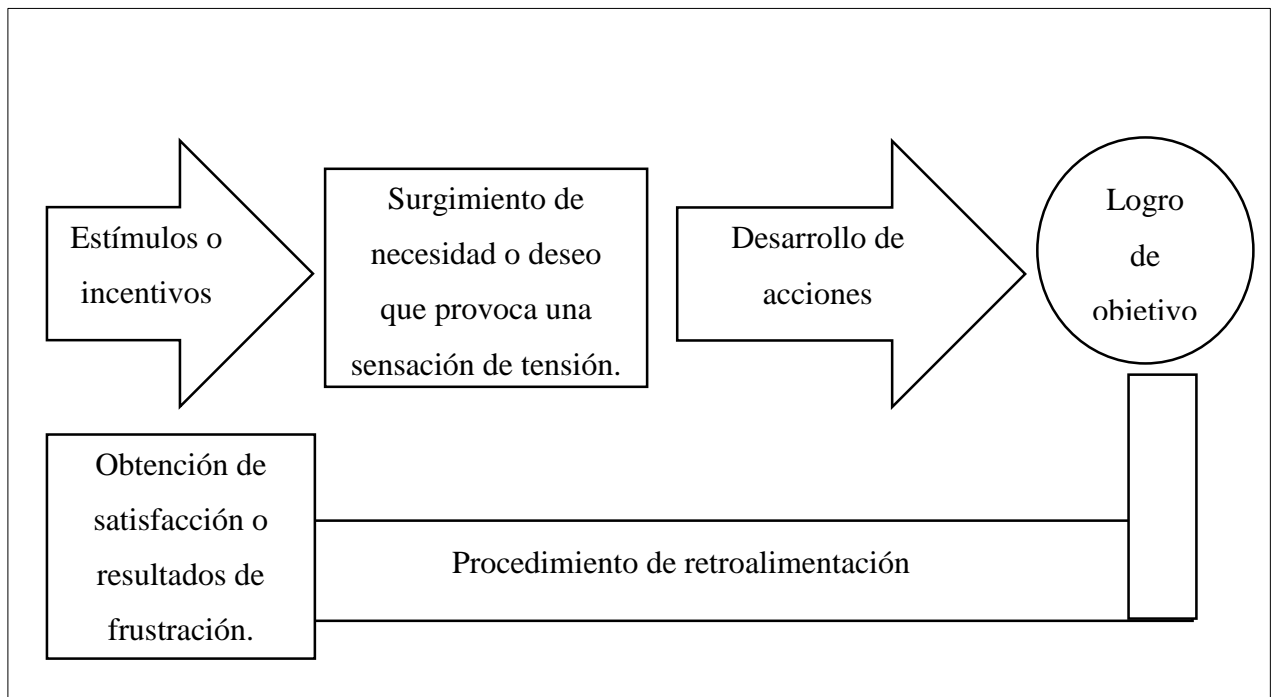 Estímulos o
incentivos
Surgimiento de
necesidad o deseo
que provoca una
sensación de tensión.
Desarrollo de
acciones
Logro
de
objetivo
Obtención de
satisfacción o
resultados de
frustración.
Procedimiento de retroalimentación